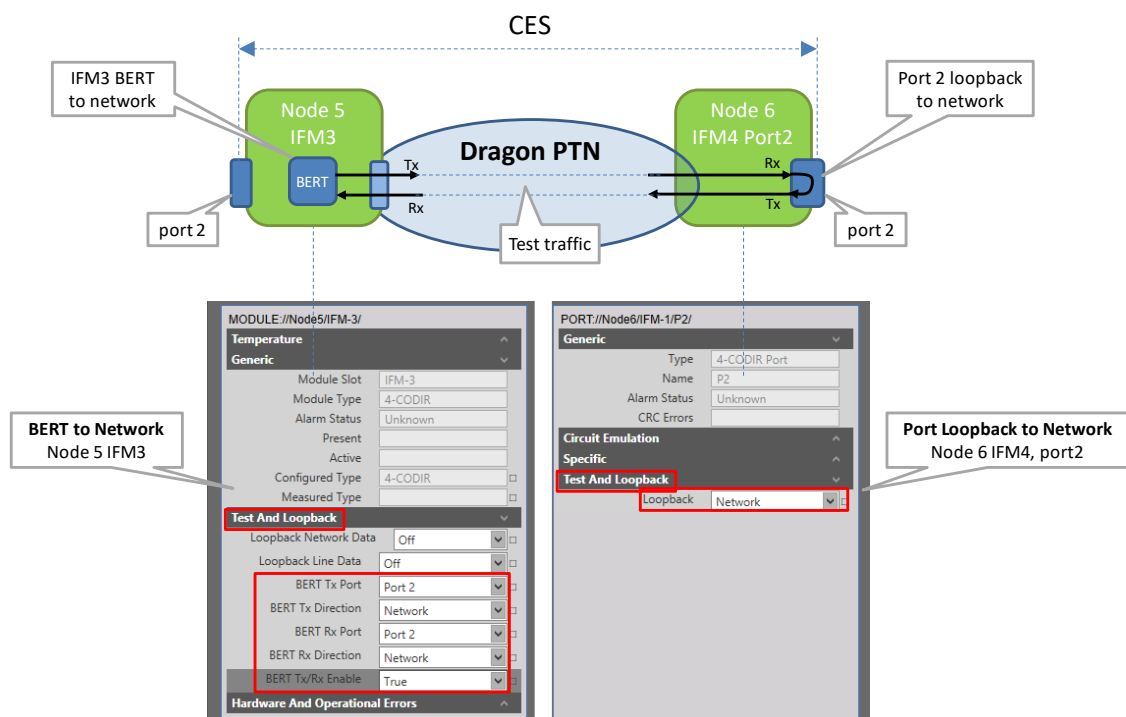 CES
IFM3 BERT
to network
Port 2 loopback
to network
Node 5
IFM3
Node 6
IFM4 Port2
Dragon PTN
BERT
Tx
Rx
Rx
Tx
port 2
port 2
Test traffic
MODULE://Node5/IFM-3/
Temperature
Generic
Module Slot IFM-3
Module Type 4-CODIR
Alarm Status Unknown
Present
Active
Configured Type 4-CODIR
Measured Type
Test And Loopback
Loopback Network Data Off
Loopback Line Data Off
BERT Tx Port Port 2
BERT Tx Direction Network
BERT Rx Port Port 2
BERT Rx Direction Network
BERT Tx/Rx Enable True
Hardware And Operational Errors
PORT://Node6/IFM-1/P2/
Generic
Type 4-CODIR Port
Name P2
Alarm Status Unknown
CRC Errors
Circuit Emulation
Specific
Test And Loopback
Loopback Network
BERT to Network
Node 5 IFM3
Port Loopback to Network
Node 6 IFM4, port2